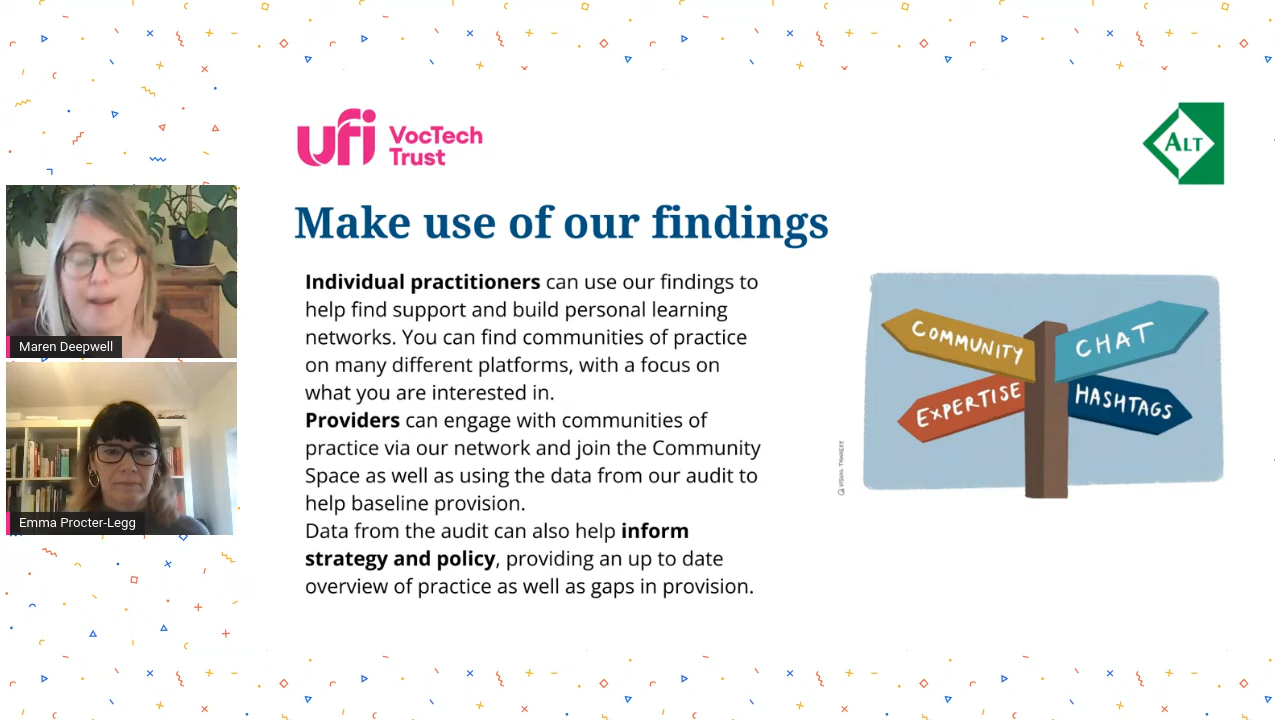 ufi VocTech
Trust
ALT
Make use of our findings
Individual practitioners can use our findings to
help find support and build personal learning
networks. You can find communities of practice
on many different platforms, with a focus on
what you are interested in.
Providers can engage with communities of
practice via our network and join the Community
Space as well as using the data from our audit to
help baseline provision.
Data from the audit can also help inform
strategy and policy, providing an up to date
overview of practice as well as gaps in provision.
COMMUNITY
CHAT
EXPERTISE
HASHTAGS
Maren Deepwell
Emma Procter-Legg